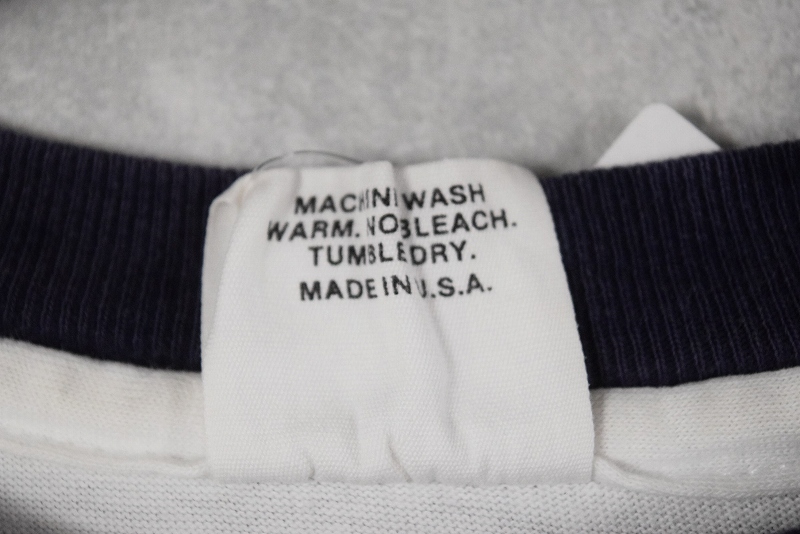 MACHINE WASH
WARM. NO BLEACH.
TUMBLE DRY.
MADE IN U.S.A.